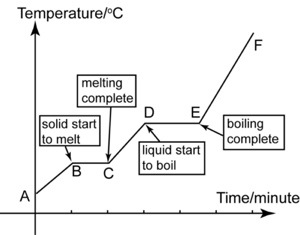 Temperature/°C
F
melting
complete
D
E
solid start
to melt
boiling
complete
B
C
liquid start
to boil
A
Time/minute